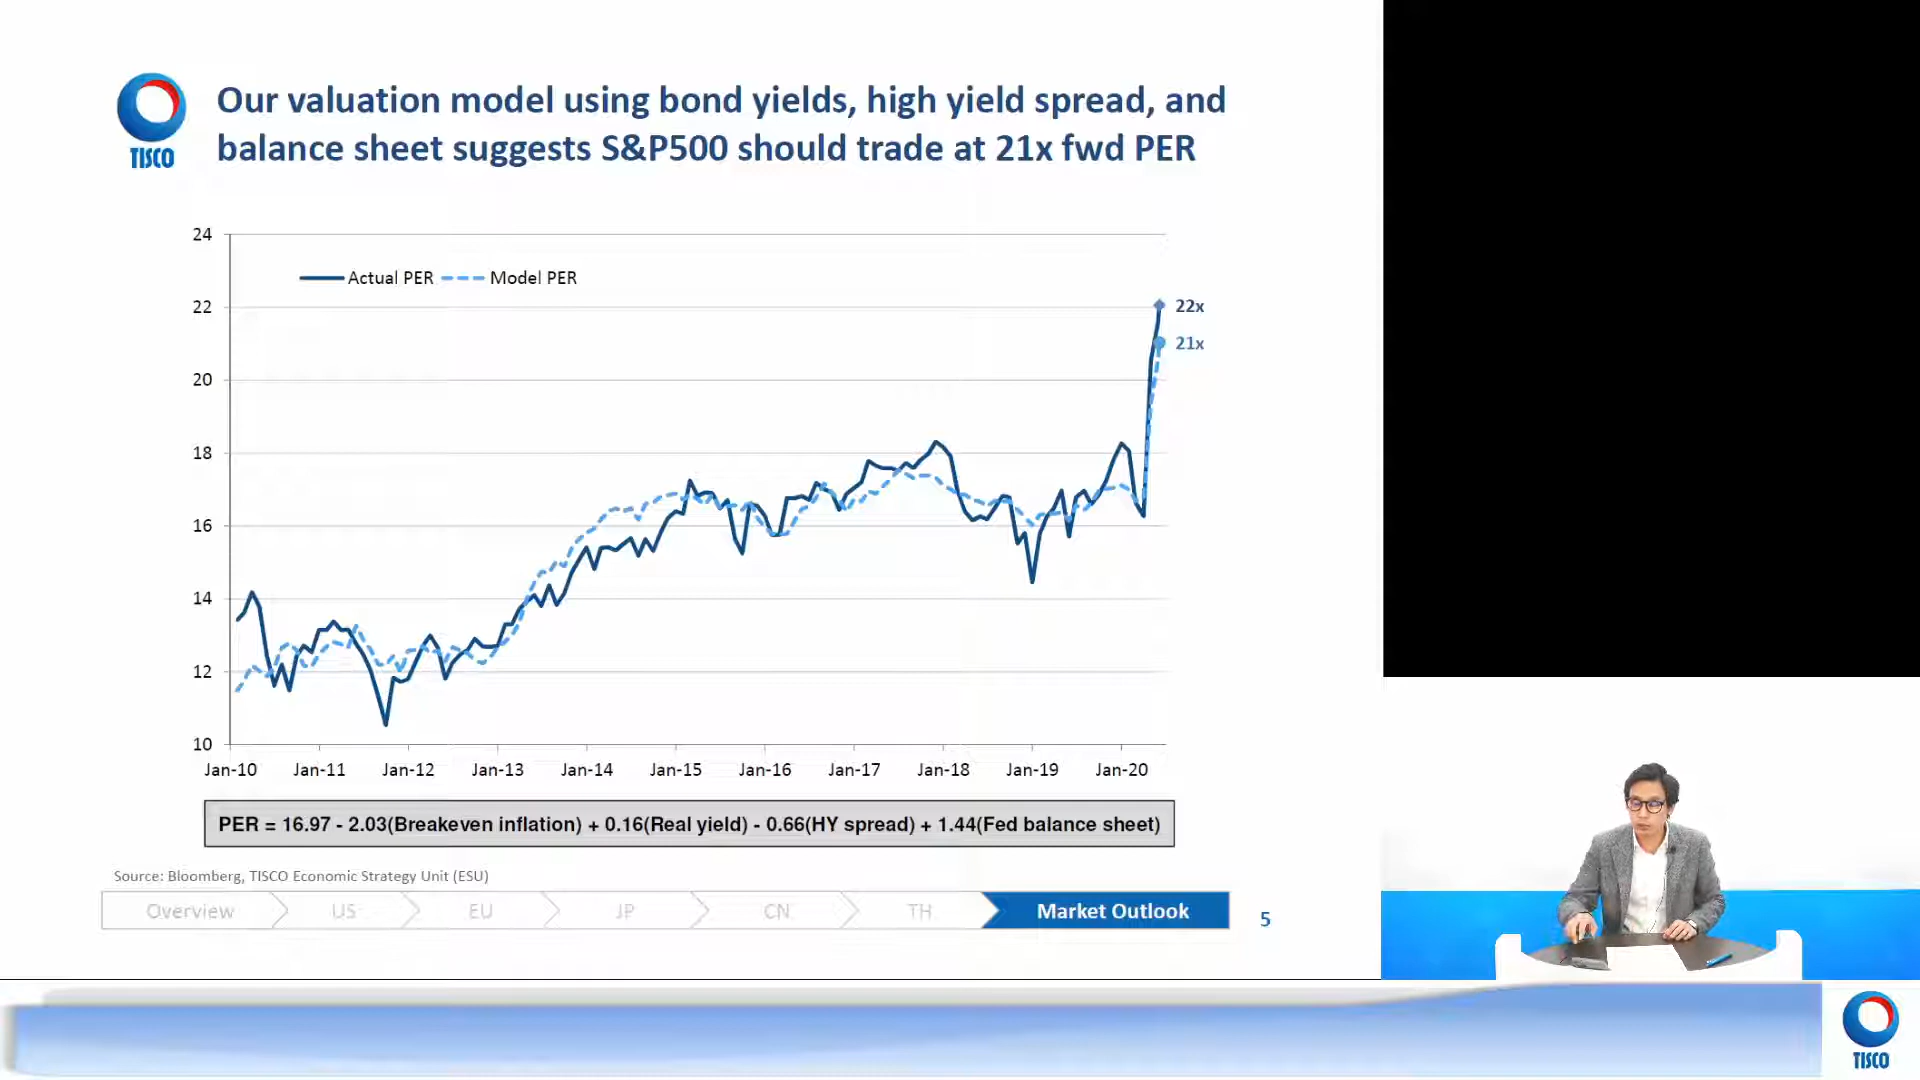 TISCO
Our valuation model using bond yields, high yield spread, and
balance sheet suggests S&P500 should trade at 21x fwd PER
24
22
20
18
16
14
12
10
Actual PER
Model PER
22x
21x
Jan-10 Jan-11 Jan-12 Jan-13 Jan-14 Jan-15 Jan-16 Jan-17 Jan-18 Jan-19 Jan-20
PER = 16.97 - 2.03(Breakeven inflation) + 0.16(Real yield) - 0.66(HY spread) + 1.44(Fed balance sheet)
Source: Bloomberg, TISCO Economic Strategy Unit (ESU)
Overview US EU JP CN TH Market Outlook
5
TISCO